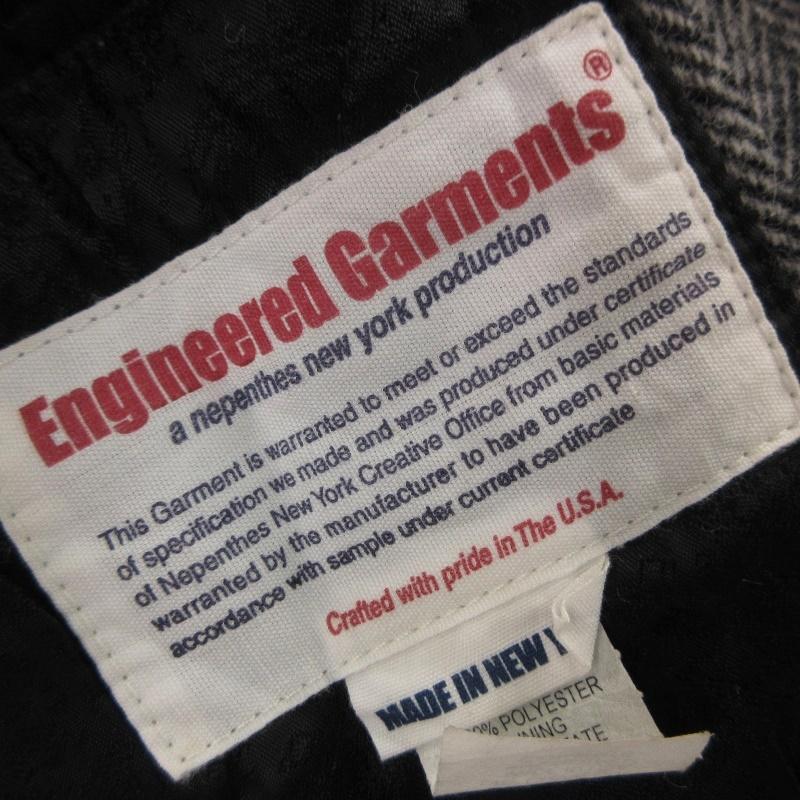 Engineered Garments ®
a nepenthes new york production
This Garment is warranted to meet or exceed the standards
of specification we made and was produced under certificate
of Nepenthes New York Creative Office from basic materials
warranted by the manufacturer to have been produced in
accordance with sample under current certificate
Crafted with pride in The U.S.A.
MADE IN NEW
POLYESTER